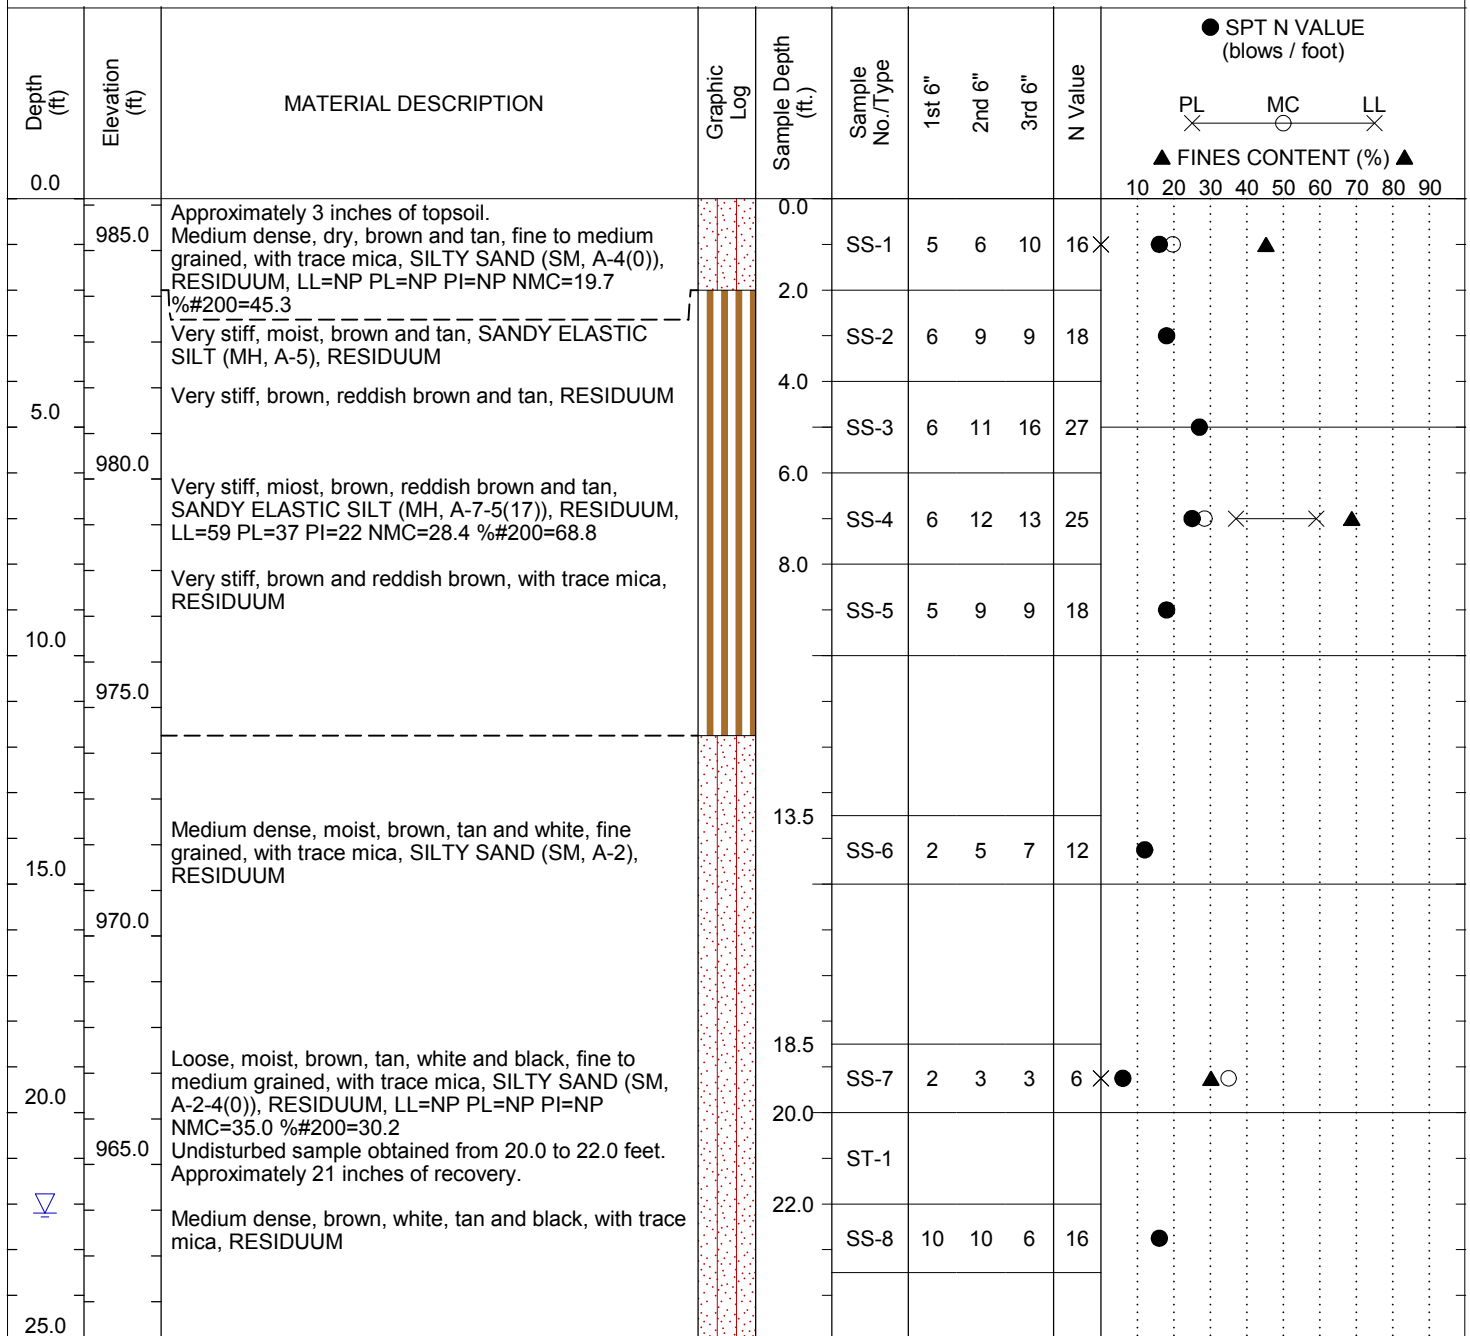 Depth
(ft)
Elevation
(ft)
MATERIAL DESCRIPTION
Graphic
Log
Sample Depth
(ft.)
Sample
No./Type
1st 6"
2nd 6"
3rd 6"
N Value
SPT N VALUE
(blows / foot)
PL MC LL
FINES CONTENT (%)
10 20 30 40 50 60 70 80 90
0.0
0.0
Approximately 3 inches of topsoil.
985.0
Medium dense, dry, brown and tan, fine to medium
grained, with trace mica, SILTY SAND (SM, A-4(0)),
RESIDUUM, LL=NP PL=NP PI=NP NMC=19.7
%#200=45.3
SS-1 5 6 10 16
2.0
Very stiff, moist, brown and tan, SANDY ELASTIC
SILT (MH, A-5), RESIDUUM
SS-2 6 9 9 18
4.0
Very stiff, brown, reddish brown and tan, RESIDUUM
5.0
SS-3 6 11 16 27
980.0
6.0
Very stiff, miost, brown, reddish brown and tan,
SANDY ELASTIC SILT (MH, A-7-5(17)), RESIDUUM,
LL=59 PL=37 PI=22 NMC=28.4 %#200=68.8
SS-4 6 12 13 25
8.0
Very stiff, brown and reddish brown, with trace mica,
RESIDUUM
SS-5 5 9 9 18
10.0
975.0
13.5
Medium dense, moist, brown, tan and white, fine
grained, with trace mica, SILTY SAND (SM, A-2),
RESIDUUM
SS-6 2 5 7 12
15.0
970.0
18.5
Loose, moist, brown, tan, white and black, fine to
medium grained, with trace mica, SILTY SAND (SM,
A-2-4(0)), RESIDUUM, LL=NP PL=NP PI=NP
NMC=35.0 %#200=30.2
SS-7 2 3 3 6
20.0
20.0
965.0
Undisturbed sample obtained from 20.0 to 22.0 feet.
Approximately 21 inches of recovery.
ST-1
22.0
Medium dense, brown, white, tan and black, with trace
mica, RESIDUUM
SS-8 10 10 6 16
25.0